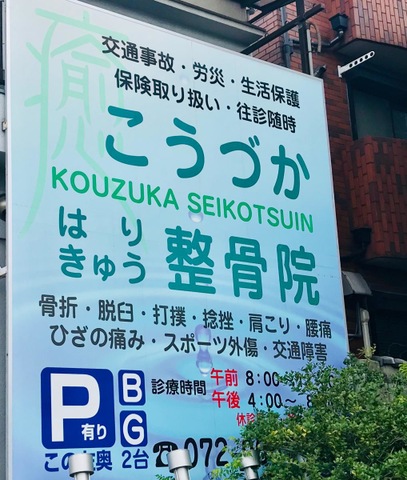 癒
交通事故・労災・生活保護
保険取り扱い・往診随時
こうづか
KOUZUKA SEIKOTSUIN
はり
きゅう 整骨院
骨折・脱臼・打撲・捻挫・肩こり・腰痛
ひざの痛み・スポーツ外傷・交通障害
P 有り B G 2台
診療時間 午前 8:00〜
午後 4:00〜
休診
☎072